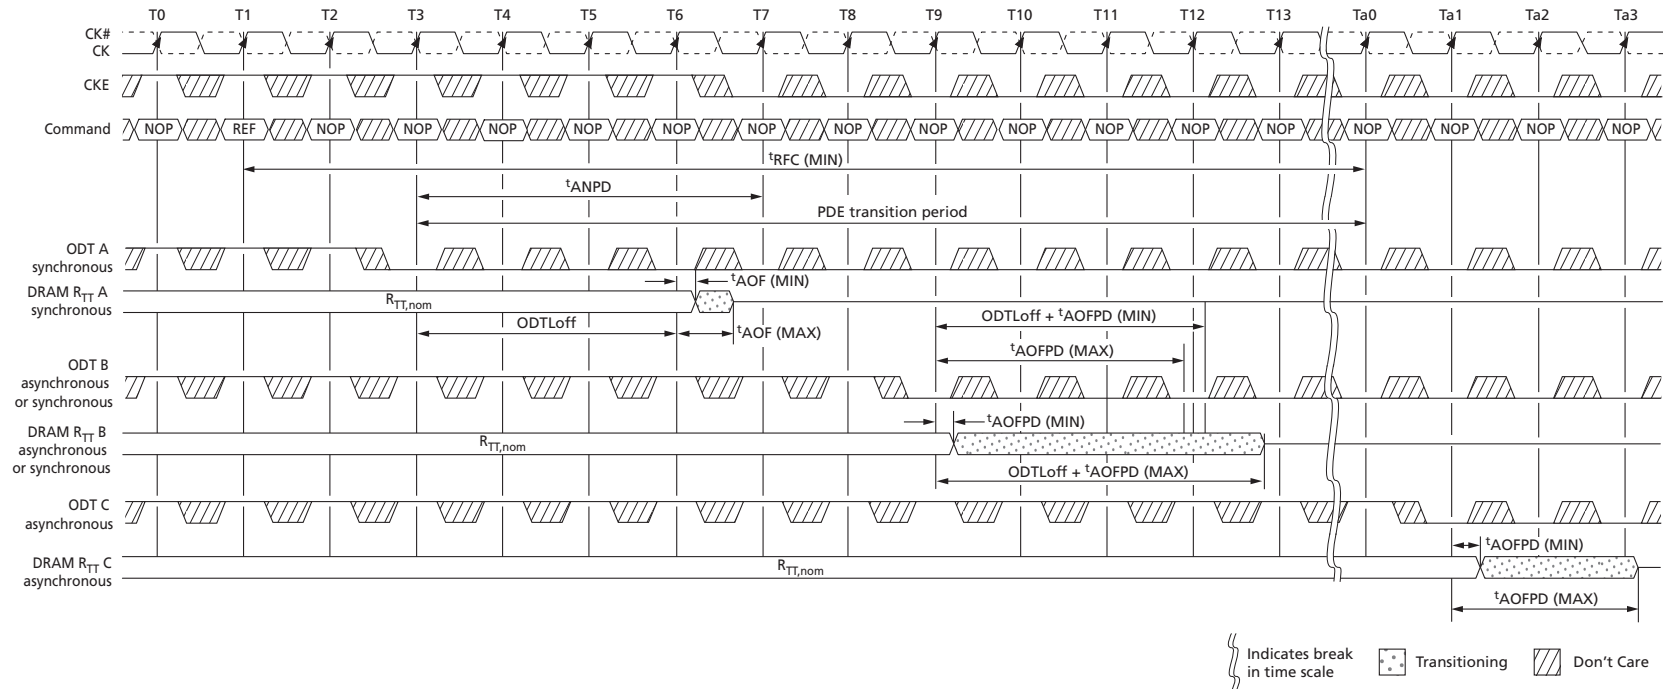 T0 T1 T2 T3 T4 T5 T6 T7 T8 T9 T10 T11 T12 T13 Ta0 Ta1 Ta2 Ta3
CK#
CK
CKE
Command NOP REF NOP NOP NOP NOP NOP NOP NOP NOP NOP NOP NOP NOP NOP NOP NOP NOP
tRFC (MIN)
tANPD
PDE transition period
ODT A
synchronous
tAOF (MIN)
DRAM RTT A
synchronous
RTT,nom
ODTLoff
tAOF (MAX)
ODTLoff + tAOFPD (MIN)
tAOFPD (MAX)
ODT B
asynchronous
or synchronous
tAOFPD (MIN)
DRAM RTT B
asynchronous
or synchronous
RTT,nom
ODTLoff + tAOFPD (MAX)
ODT C
asynchronous
tAOFPD (MIN)
DRAM RTT C
asynchronous
RTT,nom
tAOFPD (MAX)
Indicates break
in time scale
Transitioning
Don't Care